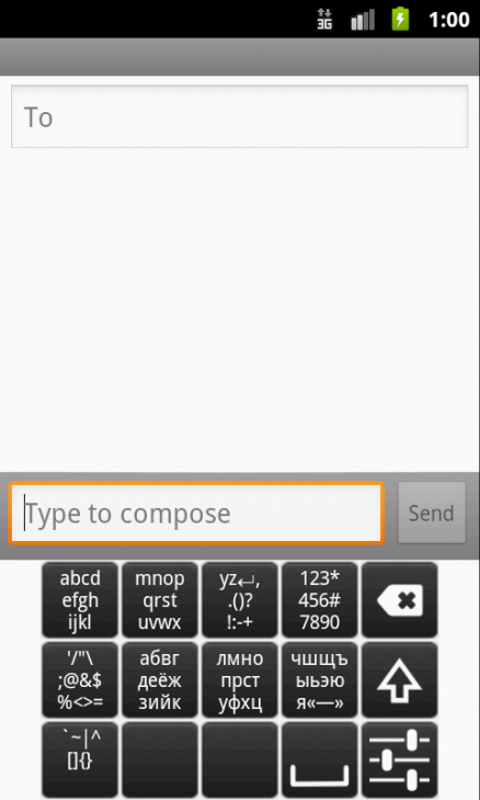 3G 1:00
To
Type to compose
Send
abcd
efgh
ijkl
mnop
qrst
uvwx
yz↵,
.()?
!:-+
123*
456#
7890
'/"\
;@&$
%<>=
абвг
деёж
зийк
лмно
прст
уфхц
чшщъ
ыьэю
я«—»
`~|^
[]{}